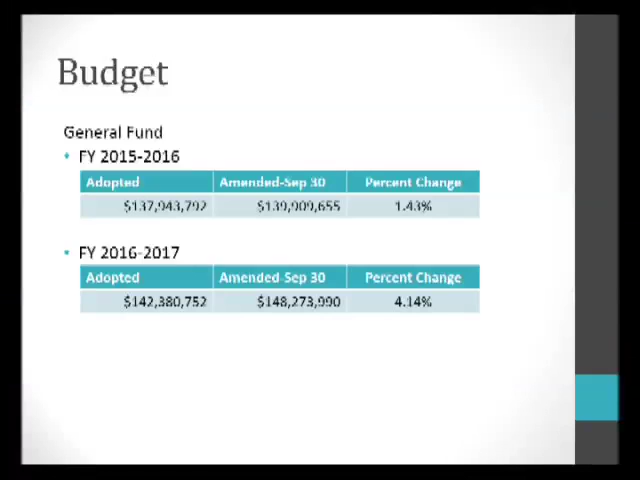 Budget
General Fund
• FY 2015-2016
Adopted Amended-Sep 30 Percent Change
$137,943,792 $139,909,655 1.43%
• FY 2016-2017
Adopted Amended-Sep 30 Percent Change
$142,380,752 $148,273,990 4.14%